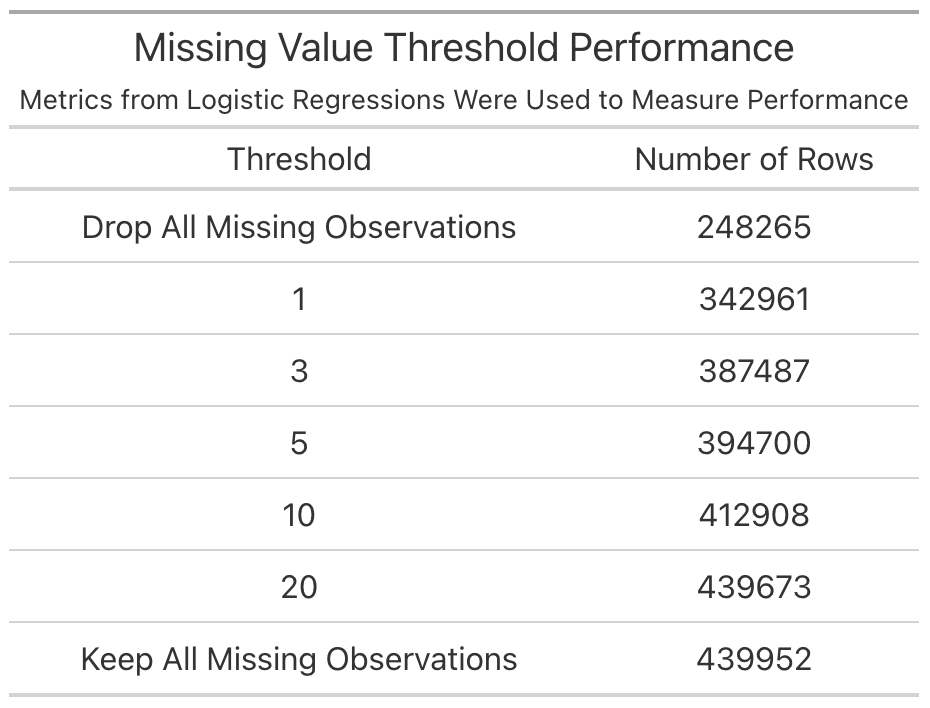 Missing Value Threshold Performance
Metrics from Logistic Regressions Were Used to Measure Performance
Threshold Number of Rows
Drop All Missing Observations 248265
1 342961
3 387487
5 394700
10 412908
20 439673
Keep All Missing Observations 439952